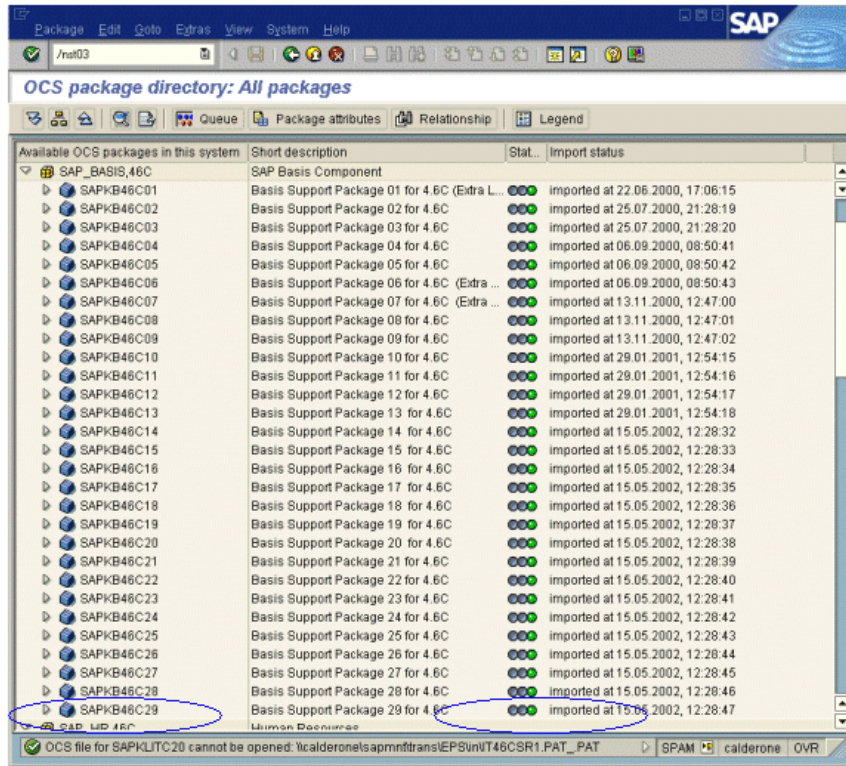 Package Edit Goto Extras View System Help
SAP
/nst03
OCS package directory: All packages
Queue Package attributes Relationship Legend
Available OCS packages in this system Short description Stat... Import status
SAP_BASIS,46C SAP Basis Component
SAPKB46C01 Basis Support Package 01 for 4.6C (Extra L... imported at 22.06.2000, 17:06:15
SAPKB46C02 Basis Support Package 02 for 4.6C imported at 25.07.2000, 21:28:19
SAPKB46C03 Basis Support Package 03 for 4.6C imported at 25.07.2000, 21:28:20
SAPKB46C04 Basis Support Package 04 for 4.6C imported at 06.09.2000, 08:50:41
SAPKB46C05 Basis Support Package 05 for 4.6C imported at 06.09.2000, 08:50:42
SAPKB46C06 Basis Support Package 06 for 4.6C (Extra ... imported at 06.09.2000, 08:50:43
SAPKB46C07 Basis Support Package 07 for 4.6C (Extra ... imported at 13.11.2000, 12:47:00
SAPKB46C08 Basis Support Package 08 for 4.6C imported at 13.11.2000, 12:47:01
SAPKB46C09 Basis Support Package 09 for 4.6C imported at 13.11.2000, 12:47:02
SAPKB46C10 Basis Support Package 10 for 4.6C imported at 29.01.2001, 12:54:15
SAPKB46C11 Basis Support Package 11 for 4.6C imported at 29.01.2001, 12:54:16
SAPKB46C12 Basis Support Package 12 for 4.6C imported at 29.01.2001, 12:54:17
SAPKB46C13 Basis Support Package 13 for 4.6C imported at 29.01.2001, 12:54:18
SAPKB46C14 Basis Support Package 14 for 4.6C imported at 15.05.2002, 12:28:32
SAPKB46C15 Basis Support Package 15 for 4.6C imported at 15.05.2002, 12:28:33
SAPKB46C16 Basis Support Package 16 for 4.6C imported at 15.05.2002, 12:28:34
SAPKB46C17 Basis Support Package 17 for 4.6C imported at 15.05.2002, 12:28:35
SAPKB46C18 Basis Support Package 18 for 4.6C imported at 15.05.2002, 12:28:36
SAPKB46C19 Basis Support Package 19 for 4.6C imported at 15.05.2002, 12:28:37
SAPKB46C20 Basis Support Package 20 for 4.6C imported at 15.05.2002, 12:28:38
SAPKB46C21 Basis Support Package 21 for 4.6C imported at 15.05.2002, 12:28:39
SAPKB46C22 Basis Support Package 22 for 4.6C imported at 15.05.2002, 12:28:40
SAPKB46C23 Basis Support Package 23 for 4.6C imported at 15.05.2002, 12:28:41
SAPKB46C24 Basis Support Package 24 for 4.6C imported at 15.05.2002, 12:28:42
SAPKB46C25 Basis Support Package 25 for 4.6C imported at 15.05.2002, 12:28:43
SAPKB46C26 Basis Support Package 26 for 4.6C imported at 15.05.2002, 12:28:44
SAPKB46C27 Basis Support Package 27 for 4.6C imported at 15.05.2002, 12:28:45
SAPKB46C28 Basis Support Package 28 for 4.6C imported at 15.05.2002, 12:28:46
SAPKB46C29 Basis Support Package 29 for 4.6C imported at 15.05.2002, 12:28:47
SAP_HR,46C Human Resources
OCS file for SAPKLITC20 cannot be opened: SPAM calderone OVR